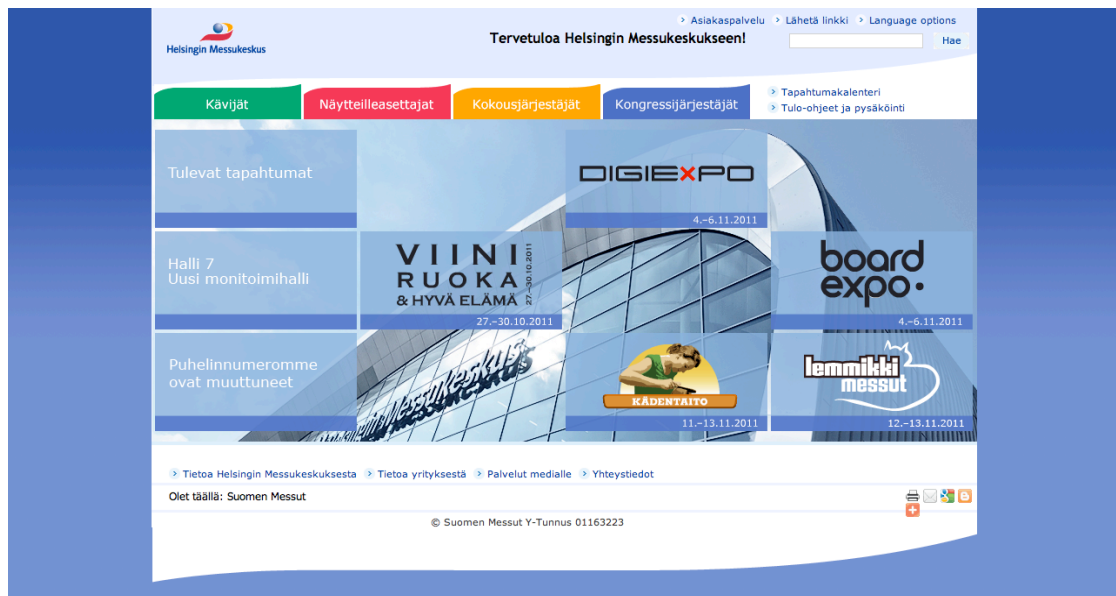 Asiakaspalvelu Lähetä linkki Language options
Helsingin Messukeskus
Tervetuloa Helsingin Messukeskukseen!
Hae
Kävijät
Näytteilleasettajat
Kokousjärjestäjät
Kongressijärjestäjät
Tapahtumakalenteri
Tulo-ohjeet ja pysäköinti
Tulevat tapahtumat
DIGIEXPO
4.–6.11.2011
Halli 7
Uusi monitoimihalli
VIINI
RUOKA
& HYVÄ ELÄMÄ
27.–30.10.2011
27.–30.10.2011
board
expo.
4.–6.11.2011
Puhelinnumeromme
ovat muuttuneet
Helsingin Messukeskus
KÄDENTAITO
11.–13.11.2011
lemmikki
messut
12.–13.11.2011
Tietoa Helsingin Messukeskuksesta Tietoa yrityksestä Palvelut medialle Yhteystiedot
Olet täällä: Suomen Messut
© Suomen Messut Y-Tunnus 01163223